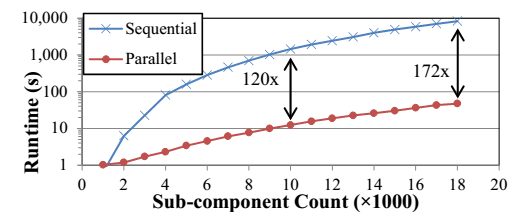 10,000
1,000
100
10
1
Runtime (s)
Sequential
Parallel
120x
172x
0 2 4 6 8 10 12 14 16 18 20
Sub-component Count (×1000)